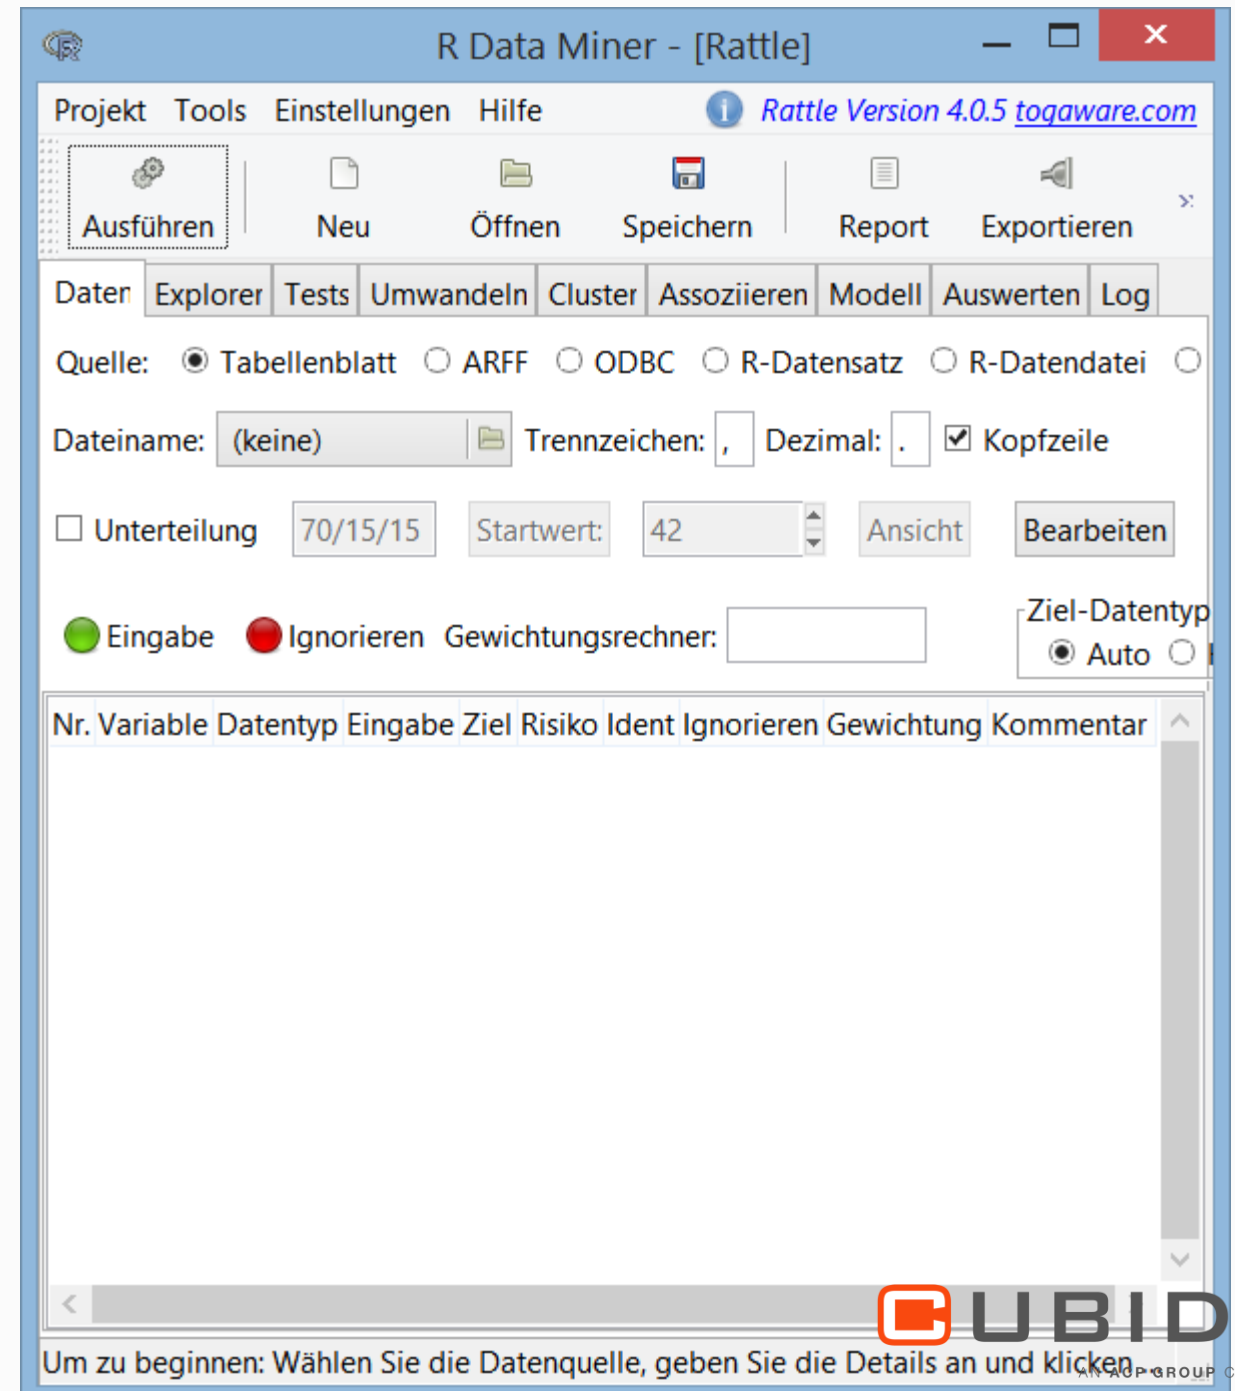 R Data Miner - [Rattle]
Projekt Tools Einstellungen Hilfe Rattle Version 4.0.5 togaware.com
Ausführen Neu Öffnen Speichern Report Exportieren
Daten Explorer Tests Umwandeln Cluster Assoziieren Modell Auswerten Log
Quelle: Tabellenblatt ARFF ODBC R-Datensatz R-Datendatei
Dateiname: (keine) Trennzeichen: , Dezimal: . Kopfzeile
Unterteilung 70/15/15 Startwert: 42 Ansicht Bearbeiten
Ziel-Datentyp
Eingabe Ignorieren Gewichtungsrechner: Auto
Nr. Variable Datentyp Eingabe Ziel Risiko Ident Ignorieren Gewichtung Kommentar
CUBID
Um zu beginnen: Wählen Sie die Datenquelle, geben Sie die Details an und klicken
AN ACP GROUP C